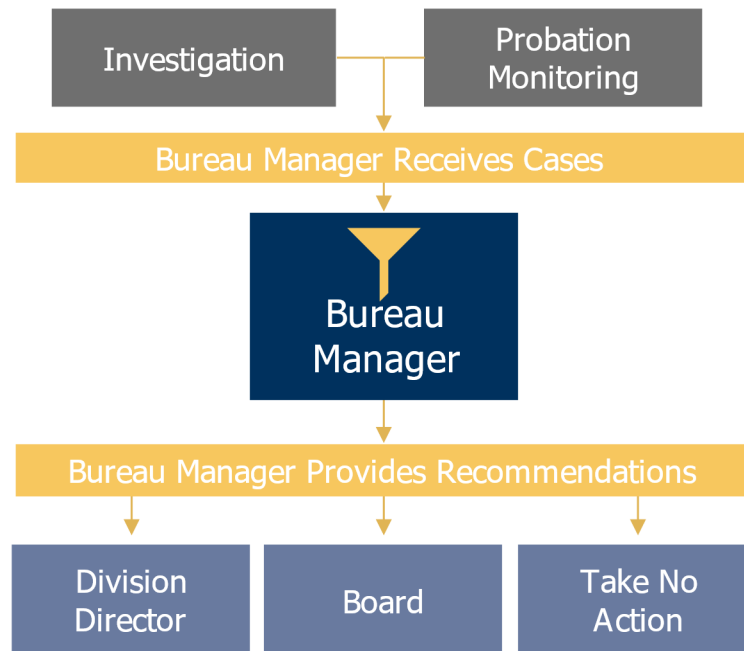 Investigation
Probation
Monitoring
Bureau Manager Receives Cases
Bureau
Manager
Bureau Manager Provides Recommendations
Division
Director
Board
Take No
Action